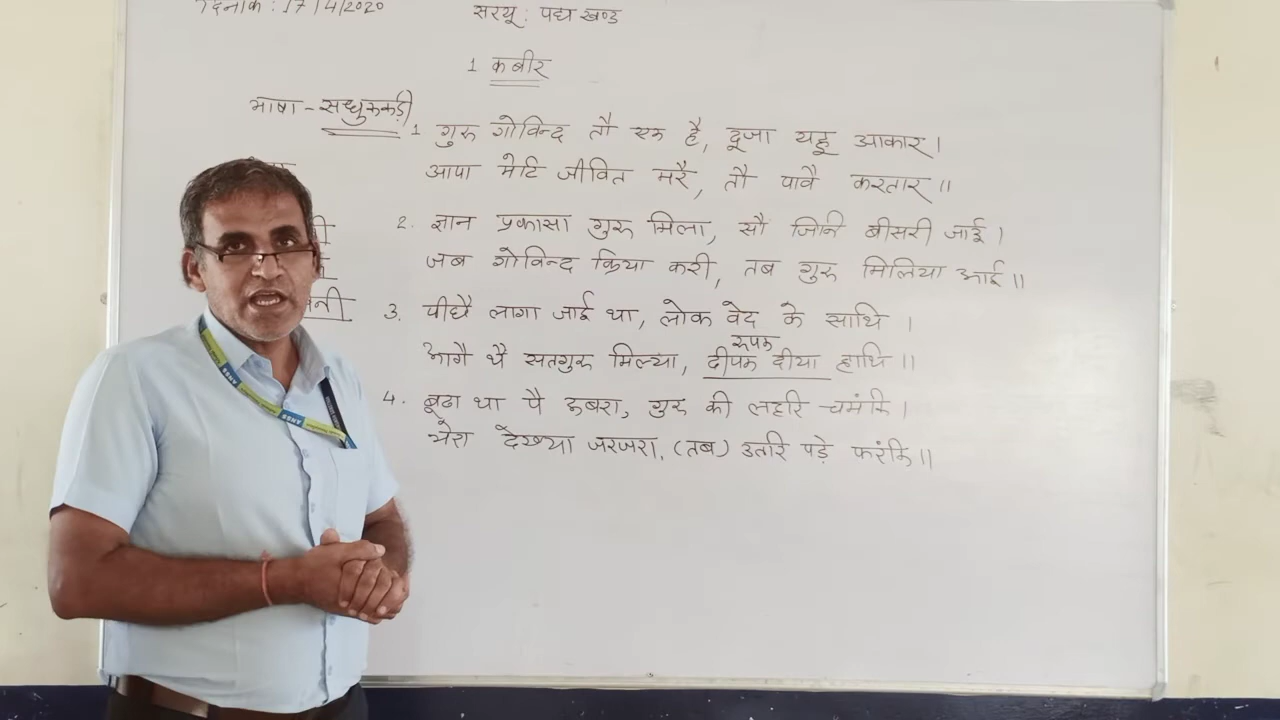 दिनांक : 17/4/2020
सरयू : पद्य खण्ड
1 कबीर
भाषा - सधुक्कड़ी
1 गुरु गोविन्द तौ एक है, दूजा यहू आकार।
आपा मेटि जीवित मरै, तौ पावै करतार॥
2. ज्ञान प्रकासा गुरु मिला, सौ जिनि बीसरी जाई।
जब गोविन्द क्रिपा करी, तब गुरु मिलिया आई॥
3. पीछै लागा जाई था, लोक वेद के साथि।
रूपक
आगै थै सतगुरु मिल्या, दीपक दीया हाथि॥
4. बूडा था पै ऊबरा, गुरु की लहरि चमंकि।
भेरा देख्या जरजरा, (तब) उतरि पड़े फरंकि॥